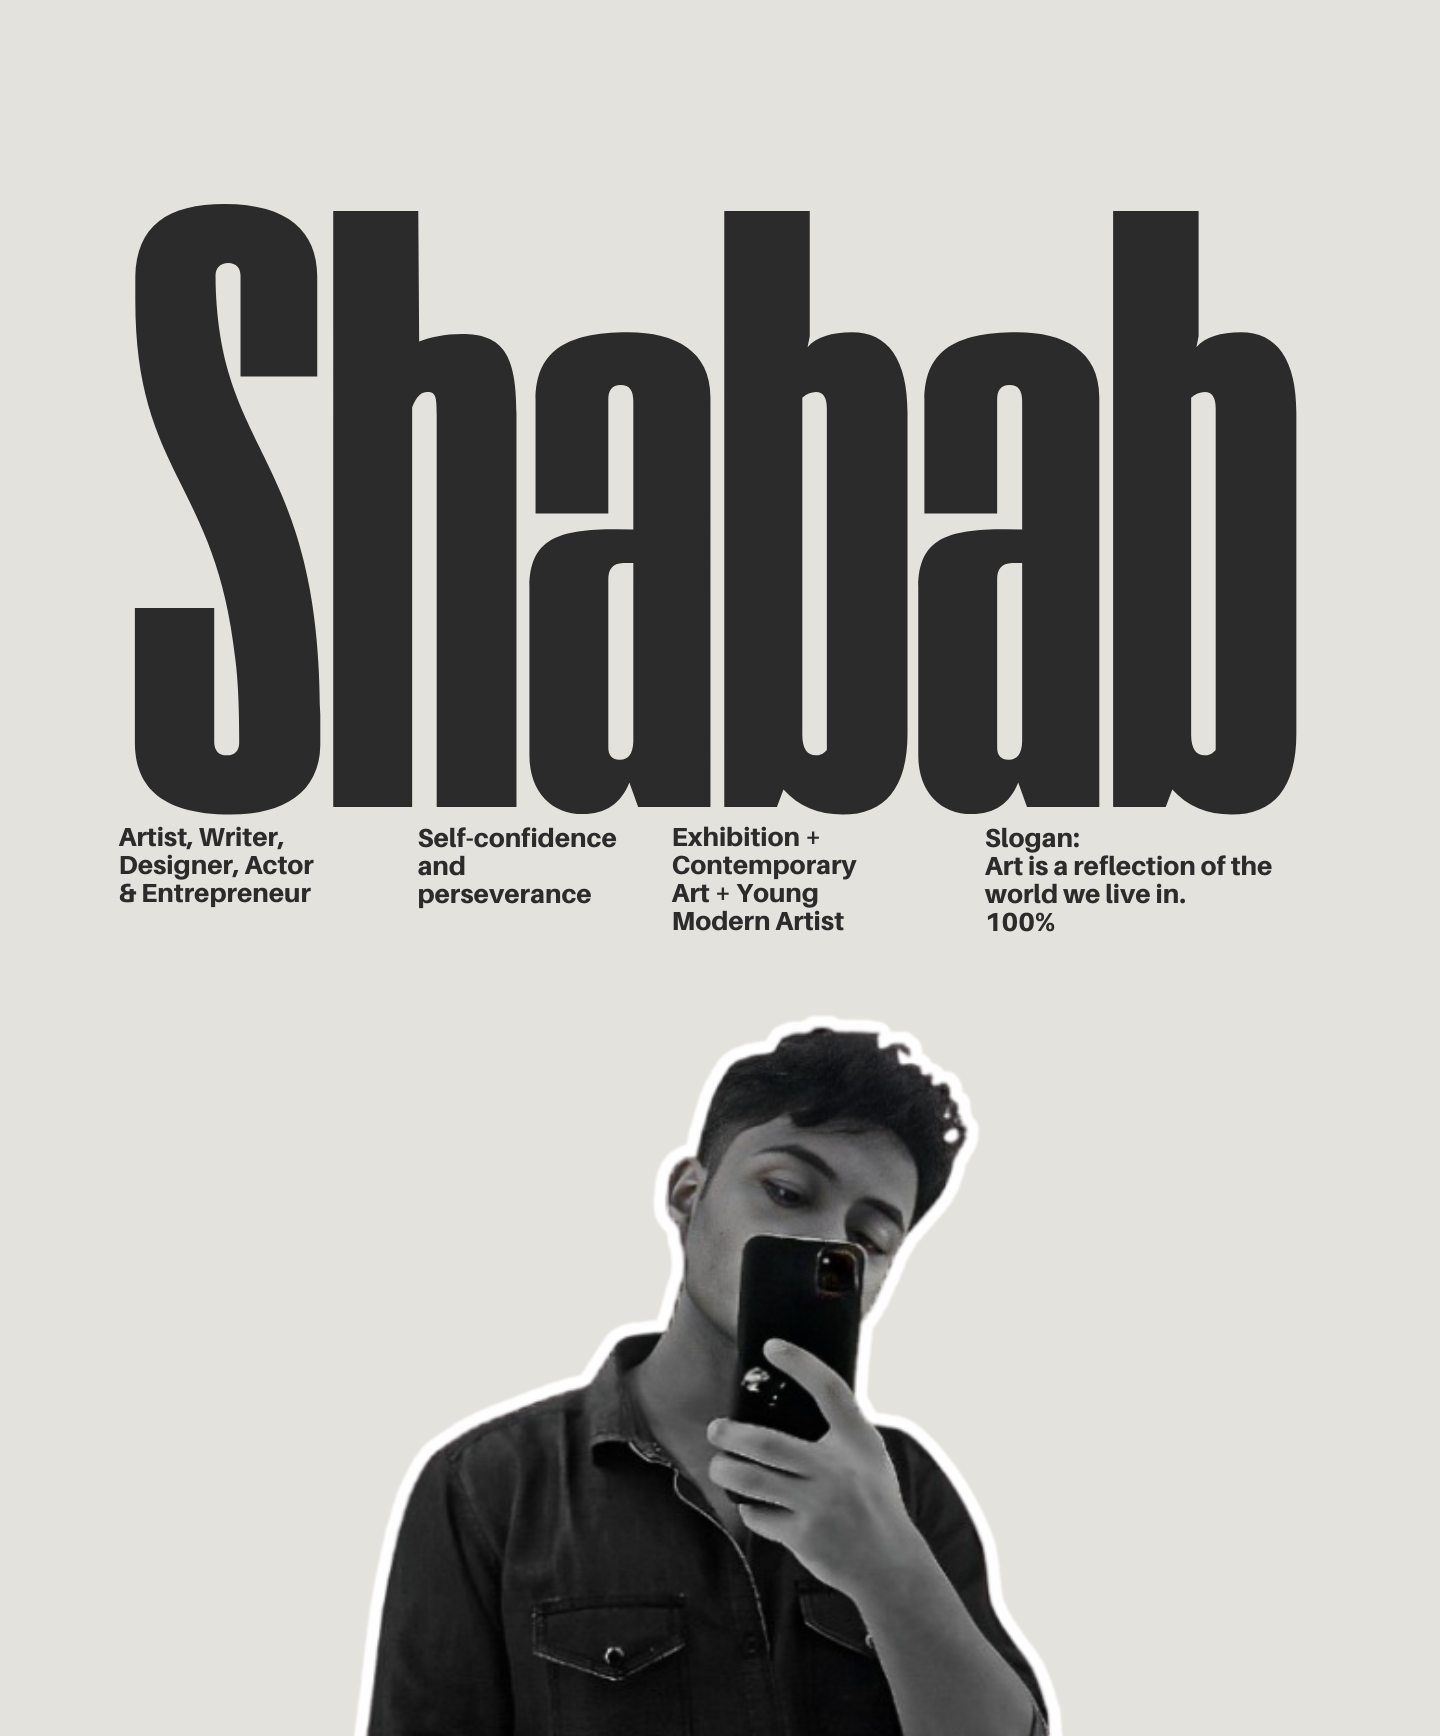 Shabab
Artist, Writer,
Designer, Actor
& Entrepreneur
Self-confidence
and
perseverance
Exhibition +
Contemporary
Art + Young
Modern Artist
Slogan:
Art is a reflection of the
world we live in.
100%